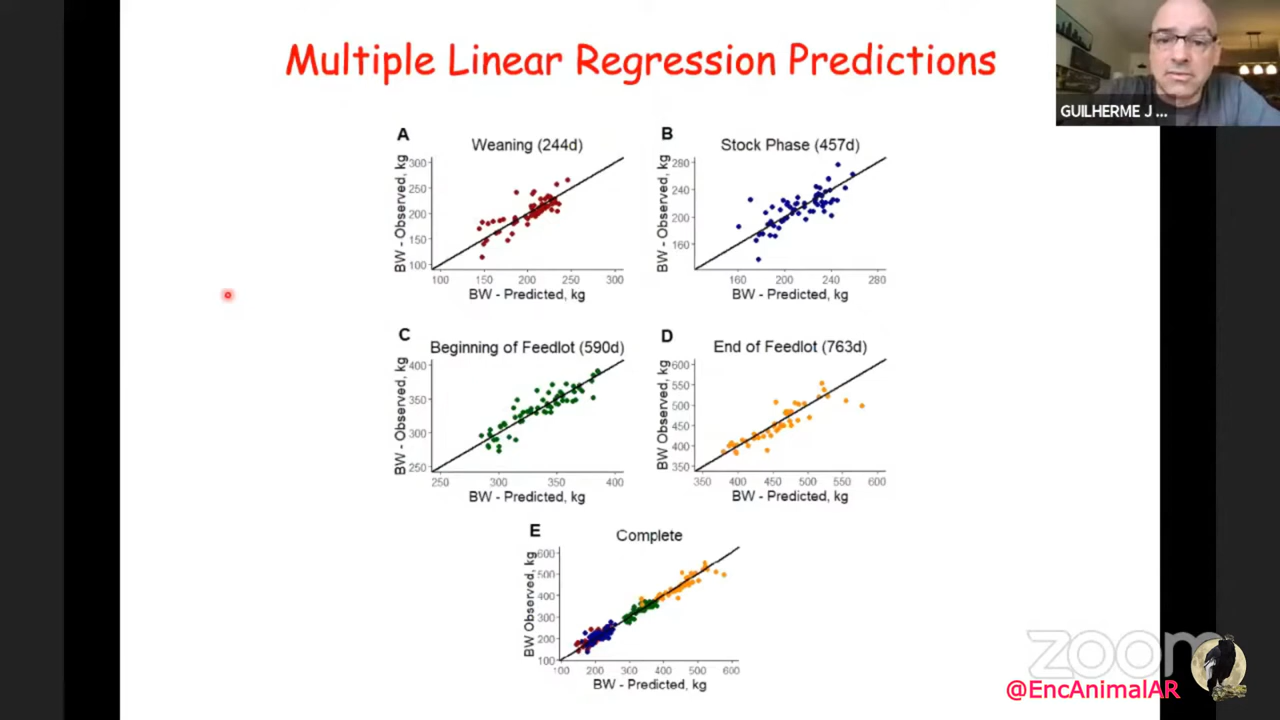 Multiple Linear Regression Predictions
GUILHERME J ...
A
Weaning (244d)
BW - Observed, kg
300
250
200
150
100
100 150 200 250 300
BW - Predicted, kg
B
Stock Phase (457d)
BW - Observed, kg
280
240
200
160
160 200 240 280
BW - Predicted, kg
C
Beginning of Feedlot (590d)
BW - Observed, kg
400
350
300
250
250 300 350 400
BW - Predicted, kg
D
End of Feedlot (763d)
BW Observed, kg
600
550
500
450
400
350
350 400 450 500 550 600
BW - Predicted, kg
E
Complete
BW Observed, kg
600
500
400
300
200
100
100 200 300 400 500 600
BW - Predicted, kg
zoom
@EncAnimalAR